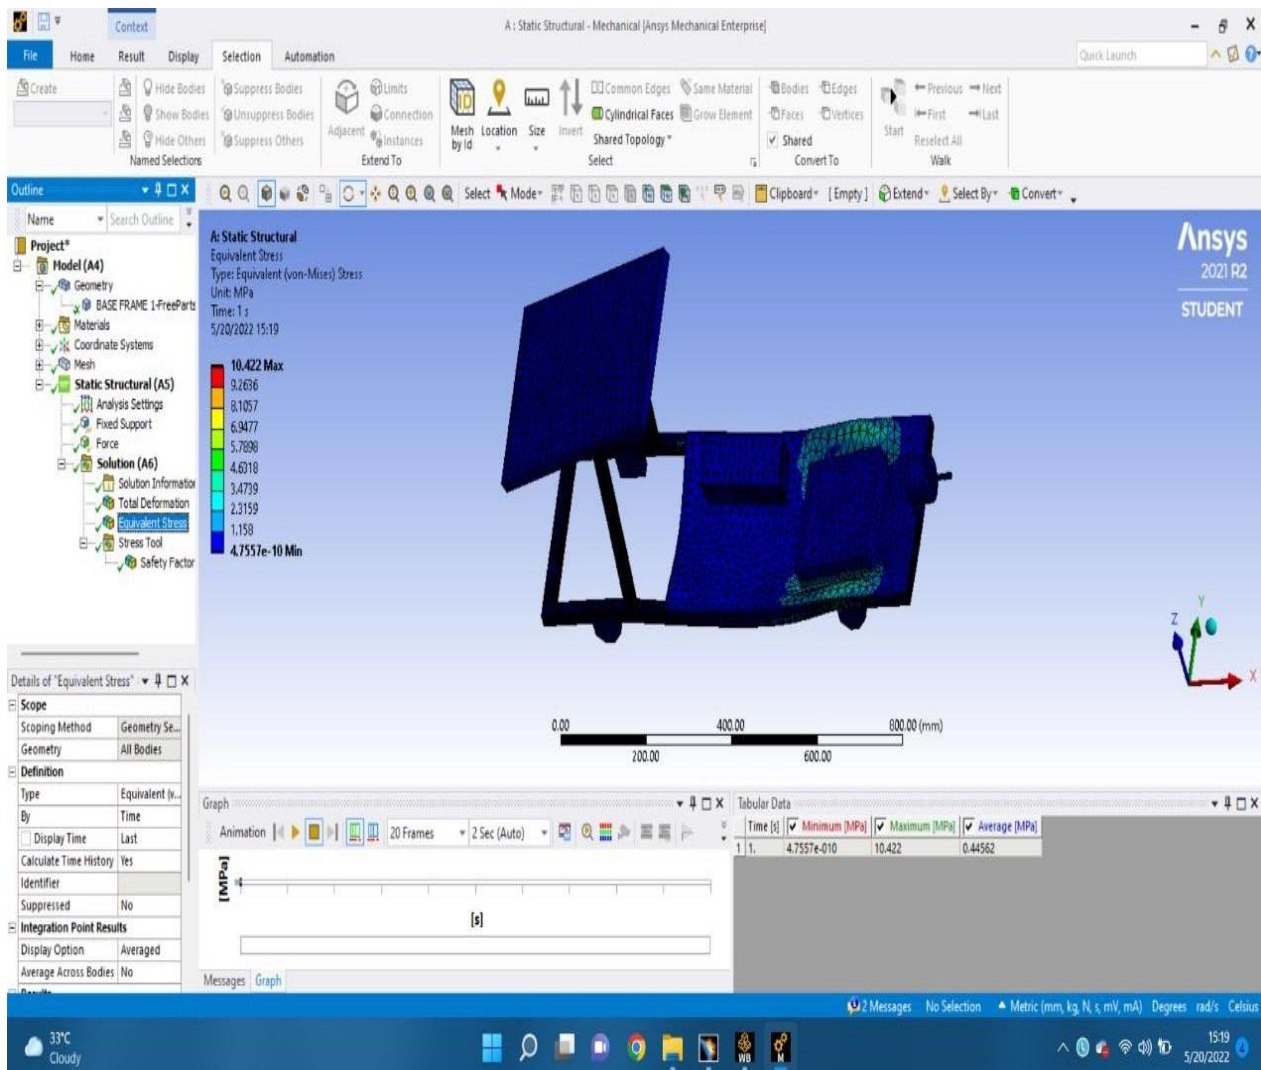 Context
A : Static Structural - Mechanical [Ansys Mechanical Enterprise]
File Home Result Display Selection Automation
Quick Launch
Create
Hide Bodies
Show Bodies
Hide Others
Named Selections
Suppress Bodies
Unsuppress Bodies
Suppress Others
Adjacent
Limits
Connection
Instances
Extend To
Mesh by Id
Location
Size
Invert
Common Edges
Cylindrical Faces
Shared Topology
Same Material
Grow Element
Select
Bodies Edges
Faces Vertices
Shared
Convert To
Start
Previous Next
First Last
Reselect All
Walk
Outline
Select Mode Clipboard [Empty] Extend Select By Convert
Name Search Outline
Project*
Model (A4)
Geometry
BASE FRAME 1-FreeParts
Materials
Coordinate Systems
Mesh
Static Structural (A5)
Analysis Settings
Fixed Support
Force
Solution (A6)
Solution Information
Total Deformation
Equivalent Stress
Stress Tool
Safety Factor
A: Static Structural
Equivalent Stress
Type: Equivalent (von-Mises) Stress
Unit: MPa
Time: 1 s
5/20/2022 15:19
10.422 Max
9.2636
8.1057
6.9477
5.7898
4.6318
3.4739
2.3159
1.158
4.7557e-10 Min
Ansys
2021 R2
STUDENT
Y
Z
X
0.00 400.00 800.00 (mm)
200.00 600.00
Details of "Equivalent Stress"
Scope
Scoping Method Geometry Se...
Geometry All Bodies
Definition
Type Equivalent (v...
By Time
Display Time Last
Calculate Time History Yes
Identifier
Suppressed No
Integration Point Results
Display Option Averaged
Average Across Bodies No
Graph
Animation 20 Frames 2 Sec (Auto)
[MPa]
[s]
Messages Graph
Tabular Data
Time [s] Minimum [MPa] Maximum [MPa] Average [MPa]
1 1. 4.7557e-010 10.422 0.44562
2 Messages No Selection Metric (mm, kg, N, s, mV, mA) Degrees rad/s Celsius
33°C
Cloudy
WB
M
15:19
5/20/2022
4